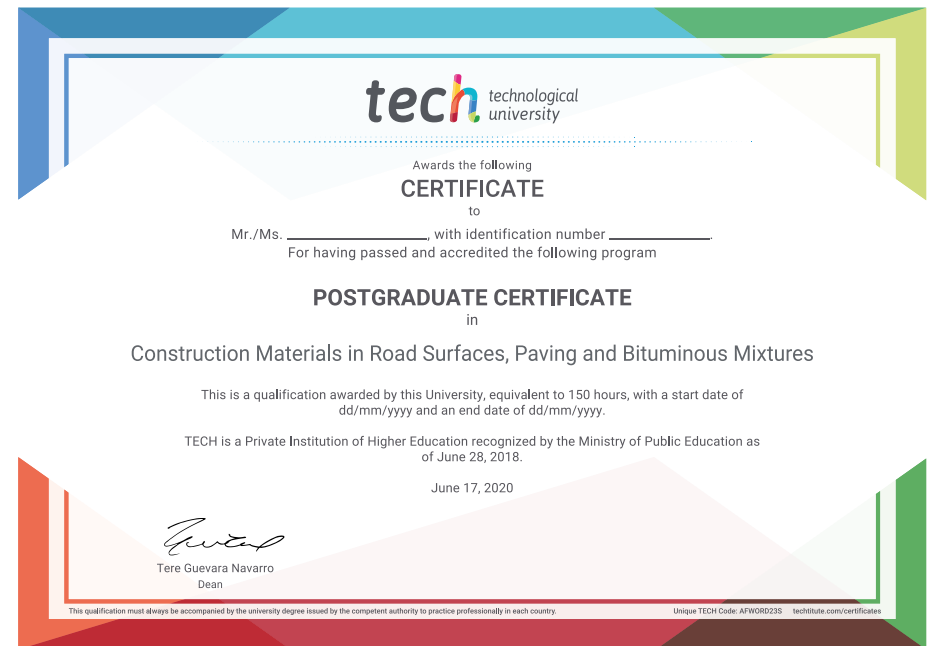 tech technological
university
Awards the following
CERTIFICATE
to
Mr./Ms. ____________________, with identification number ______________.
For having passed and accredited the following program
POSTGRADUATE CERTIFICATE
in
Construction Materials in Road Surfaces, Paving and Bituminous Mixtures
This is a qualification awarded by this University, equivalent to 150 hours, with a start date of
dd/mm/yyyy and an end date of dd/mm/yyyy.
TECH is a Private Institution of Higher Education recognized by the Ministry of Public Education as
of June 28, 2018.
June 17, 2020
Tere Guevara Navarro
Dean
This qualification must always be accompanied by the university degree issued by the competent authority to practice professionally in each country. Unique TECH Code: AFWORD23S techtitute.com/certificates